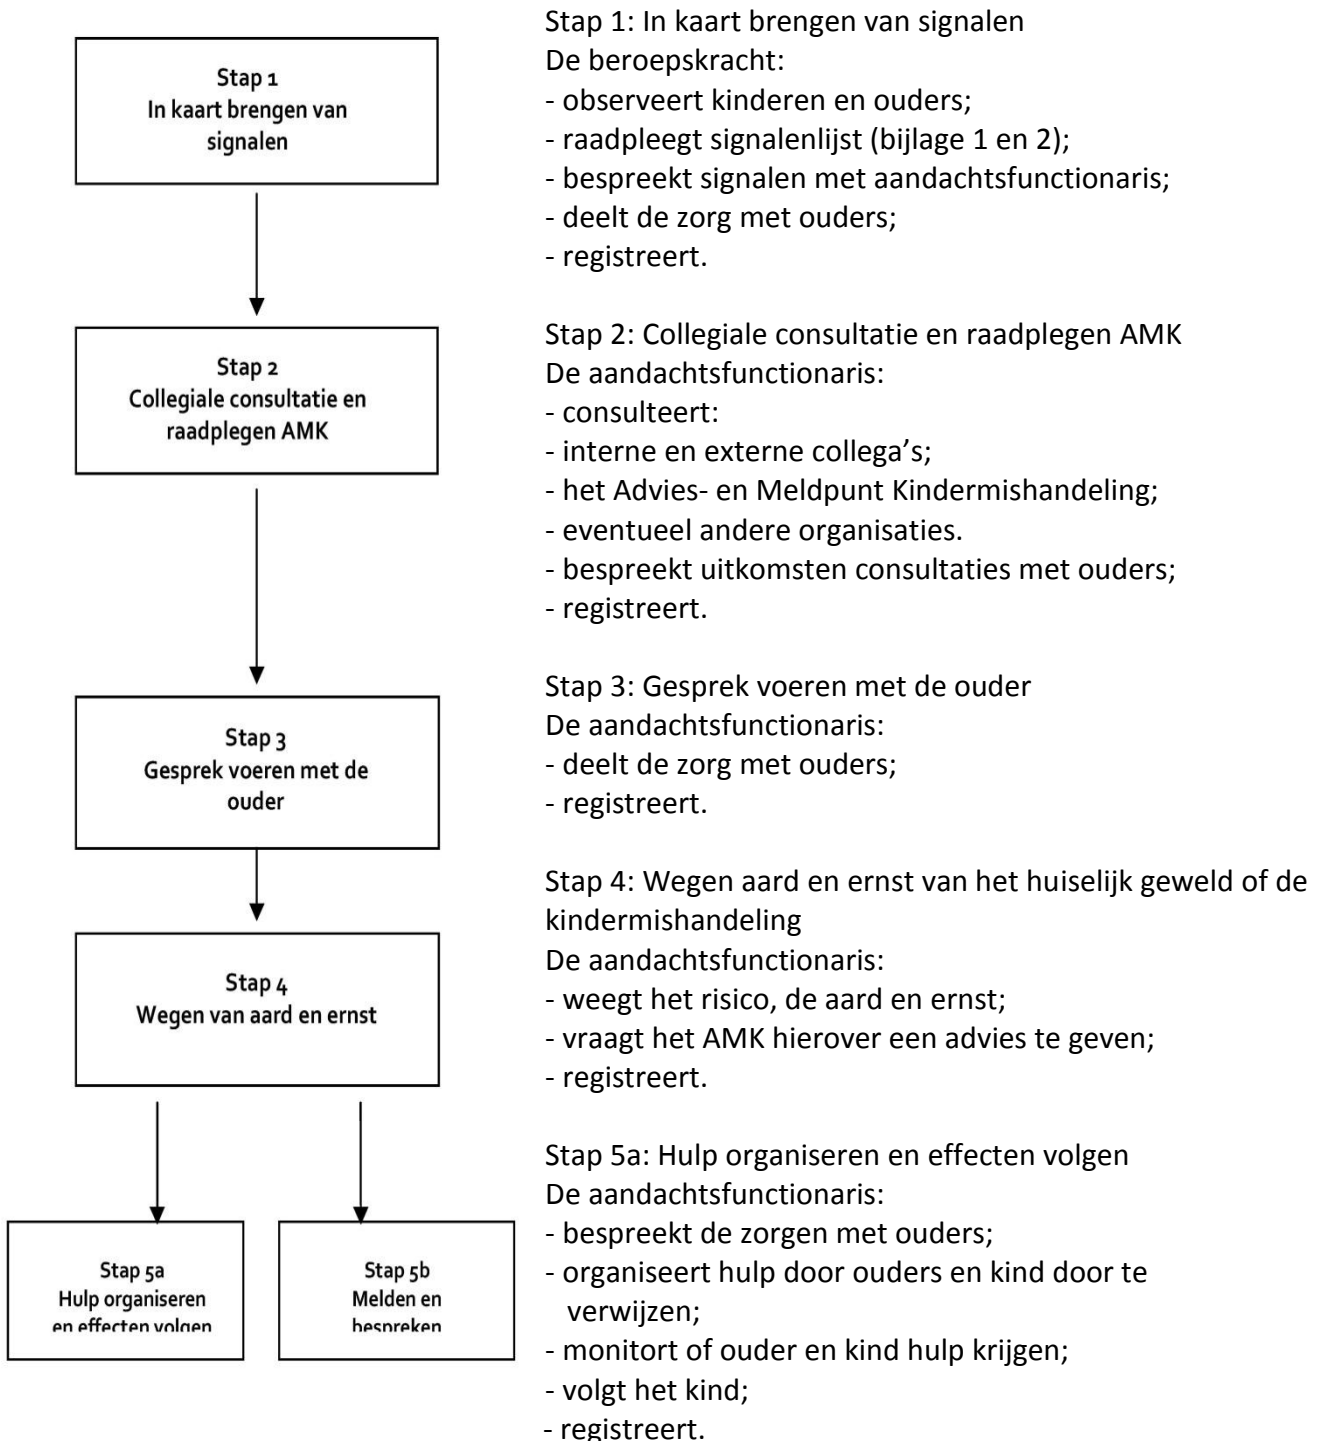 Stap 1
In kaart brengen van
signalen
Stap 2
Collegiale consultatie en
raadplegen AMK
Stap 3
Gesprek voeren met de
ouder
Stap 4
Wegen van aard en ernst
Stap 5a
Hulp organiseren
en effecten volgen
Stap 5b
Melden en
bespreken
Stap 1: In kaart brengen van signalen
De beroepskracht:
- observeert kinderen en ouders;
- raadpleegt signalenlijst (bijlage 1 en 2);
- bespreekt signalen met aandachtsfunctionaris;
- deelt de zorg met ouders;
- registreert.
Stap 2: Collegiale consultatie en raadplegen AMK
De aandachtsfunctionaris:
- consulteert:
- interne en externe collega’s;
- het Advies- en Meldpunt Kindermishandeling;
- eventueel andere organisaties.
- bespreekt uitkomsten consultaties met ouders;
- registreert.
Stap 3: Gesprek voeren met de ouder
De aandachtsfunctionaris:
- deelt de zorg met ouders;
- registreert.
Stap 4: Wegen aard en ernst van het huiselijk geweld of de
kindermishandeling
De aandachtsfunctionaris:
- weegt het risico, de aard en ernst;
- vraagt het AMK hierover een advies te geven;
- registreert.
Stap 5a: Hulp organiseren en effecten volgen
De aandachtsfunctionaris:
- bespreekt de zorgen met ouders;
- organiseert hulp door ouders en kind door te
verwijzen;
- monitort of ouder en kind hulp krijgen;
- volgt het kind;
- registreert.